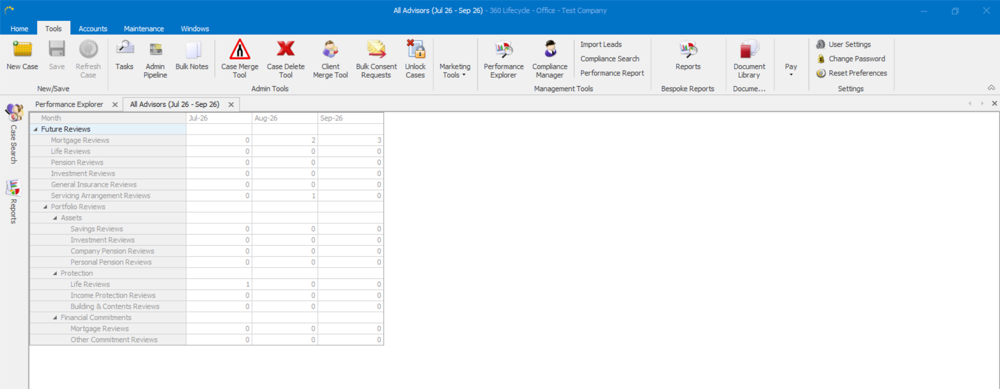 All Advisors (Jul 26 - Sep 26) - 360 Lifecycle - Office - Test Company
Home Tools Accounts Maintenance Windows
New Case Save Refresh Case Tasks Admin Pipeline Bulk Notes Case Merge Tool Case Delete Tool Client Merge Tool Bulk Consent Requests Unlock Cases Marketing Tools Performance Explorer Compliance Manager Import Leads Compliance Search Performance Report Reports Document Library Pay User Settings Change Password Reset Preferences
New/Save Admin Tools Management Tools Bespoke Reports Docume... Settings
Case Search
Reports
Performance Explorer All Advisors (Jul 26 - Sep 26)
Month Jul-26 Aug-26 Sep-26
Future Reviews
Mortgage Reviews 0 2 3
Life Reviews 0 0 0
Pension Reviews 0 0 0
Investment Reviews 0 0 0
General Insurance Reviews 0 0 0
Servicing Arrangement Reviews 0 1 0
Portfolio Reviews
Assets
Savings Reviews 0 0 0
Investment Reviews 0 0 0
Company Pension Reviews 0 0 0
Personal Pension Reviews 0 0 0
Protection
Life Reviews 1 0 0
Income Protection Reviews 0 0 0
Building & Contents Reviews 0 0 0
Financial Commitments
Mortgage Reviews 0 0 0
Other Commitment Reviews 0 0 0